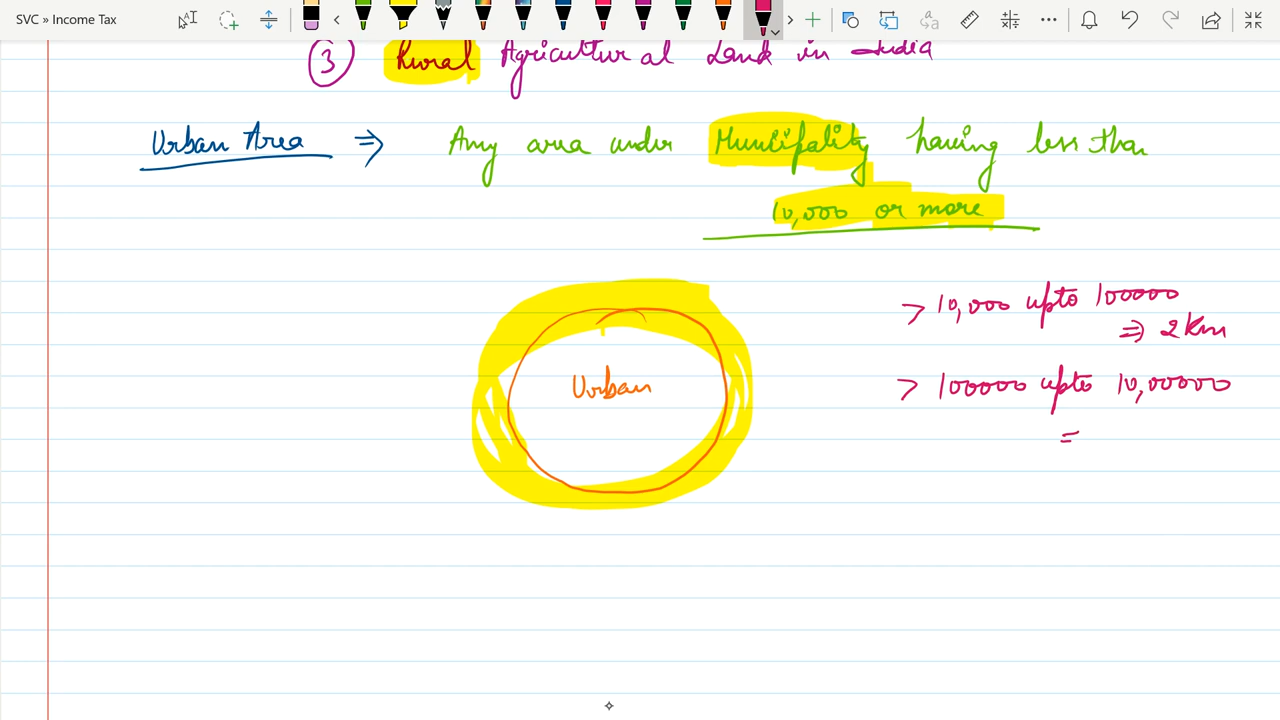 SVC » Income Tax
3 Rural Agricultural Land in India
Urban Area ⇒ Any area under Muncipality having less than
10,000 or more
Urban
> 10,000 upto 100000
⇒ 2 Km
> 100000 upto 10,00000
=